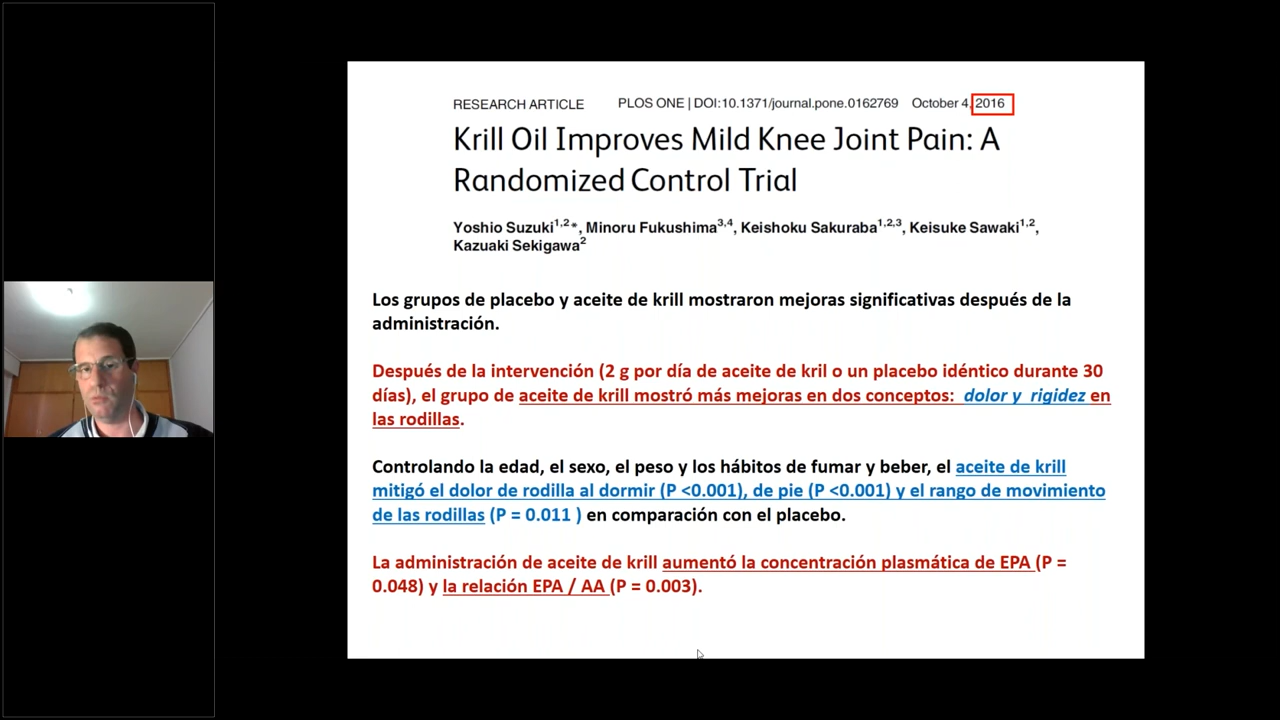 RESEARCH ARTICLE PLOS ONE | DOI:10.1371/journal.pone.0162769 October 4, 2016
Krill Oil Improves Mild Knee Joint Pain: A
Randomized Control Trial
Yoshio Suzuki1,2*, Minoru Fukushima3,4, Keishoku Sakuraba1,2,3, Keisuke Sawaki1,2,
Kazuaki Sekigawa2
Los grupos de placebo y aceite de krill mostraron mejoras significativas después de la
administración.
Después de la intervención (2 g por día de aceite de kril o un placebo idéntico durante 30
días), el grupo de aceite de krill mostró más mejoras en dos conceptos: dolor y rigidez en
las rodillas.
Controlando la edad, el sexo, el peso y los hábitos de fumar y beber, el aceite de krill
mitigó el dolor de rodilla al dormir (P <0.001), de pie (P <0.001) y el rango de movimiento
de las rodillas (P = 0.011 ) en comparación con el placebo.
La administración de aceite de krill aumentó la concentración plasmática de EPA (P =
0.048) y la relación EPA / AA (P = 0.003).